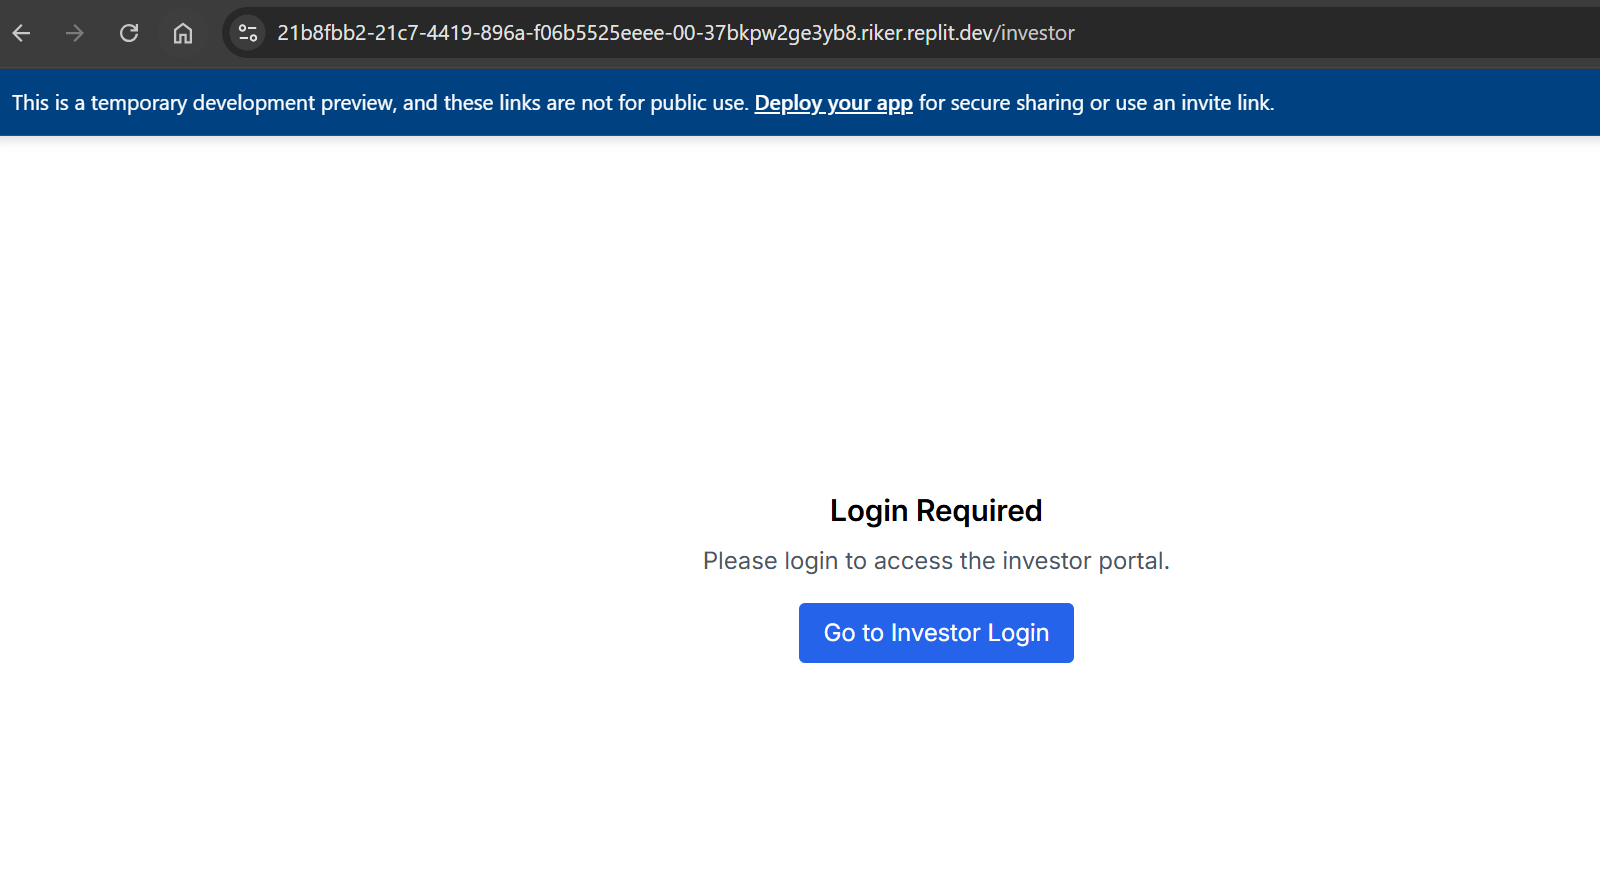 21b8fbb2-21c7-4419-896a-f06b5525eeee-00-37bkpw2ge3yb8.riker.replit.dev/investor
This is a temporary development preview, and these links are not for public use. Deploy your app for secure sharing or use an invite link.
Login Required
Please login to access the investor portal.
Go to Investor Login